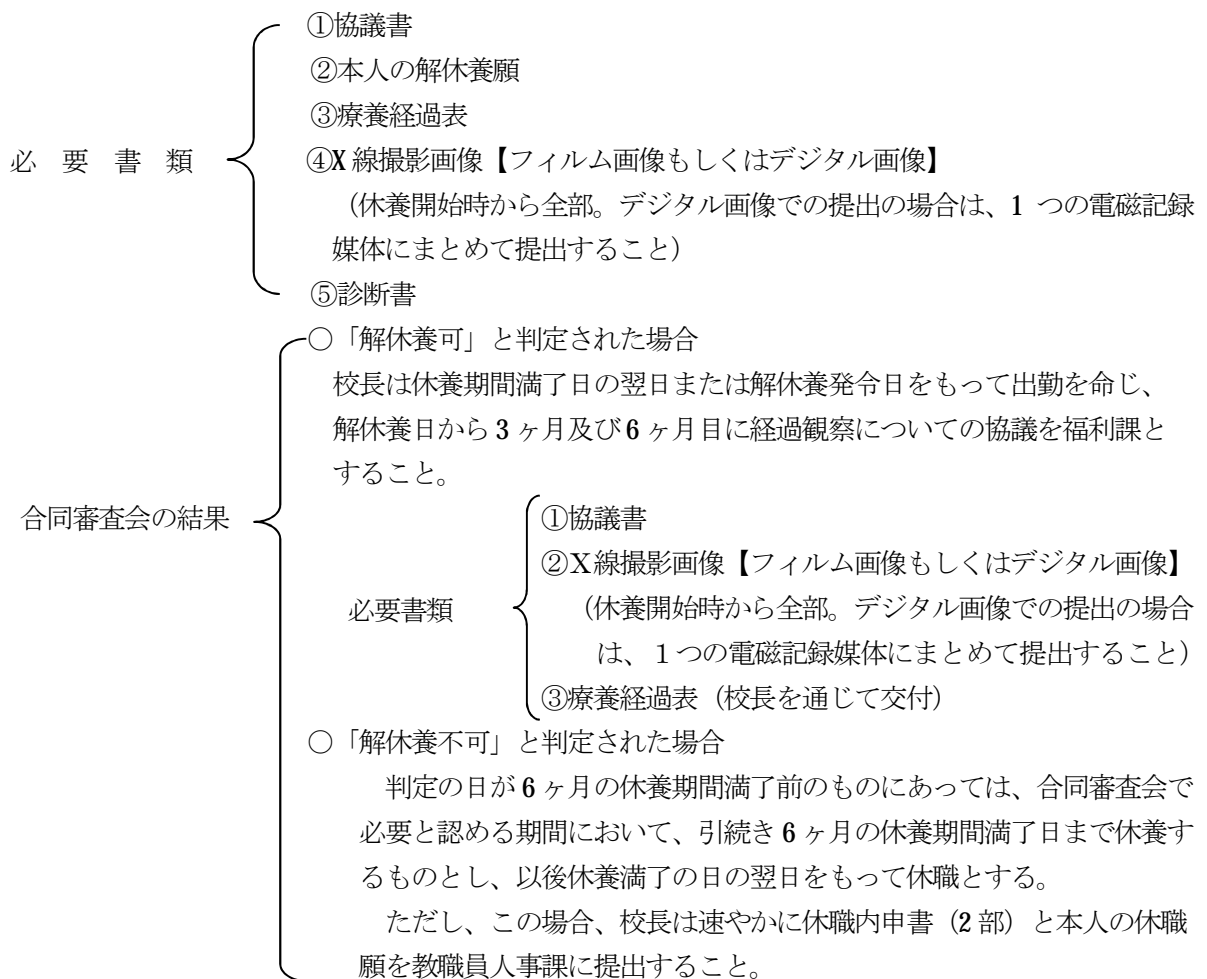 ①協議書
②本人の解休養願
③療養経過表
必 要 書 類
④X 線撮影画像【フィルム画像もしくはデジタル画像】
(休養開始時から全部。デジタル画像での提出の場合は、1 つの電磁記録
媒体にまとめて提出すること)
⑤診断書
○「解休養可」と判定された場合
校長は休養期間満了日の翌日または解休養発令日をもって出勤を命じ、
解休養日から 3 ヶ月及び 6 ヶ月目に経過観察についての協議を福利課と
すること。
合同審査会の結果
①協議書
②X線撮影画像【フィルム画像もしくはデジタル画像】
必要書類
(休養開始時から全部。デジタル画像での提出の場合
は、1つの電磁記録媒体にまとめて提出すること)
③療養経過表(校長を通じて交付)
○「解休養不可」と判定された場合
判定の日が 6 ヶ月の休養期間満了前のものにあっては、合同審査会で
必要と認める期間において、引続き 6 ヶ月の休養期間満了日まで休養す
るものとし、以後休養満了の日の翌日をもって休職とする。
ただし、この場合、校長は速やかに休職内申書(2 部)と本人の休職
願を教職員人事課に提出すること。